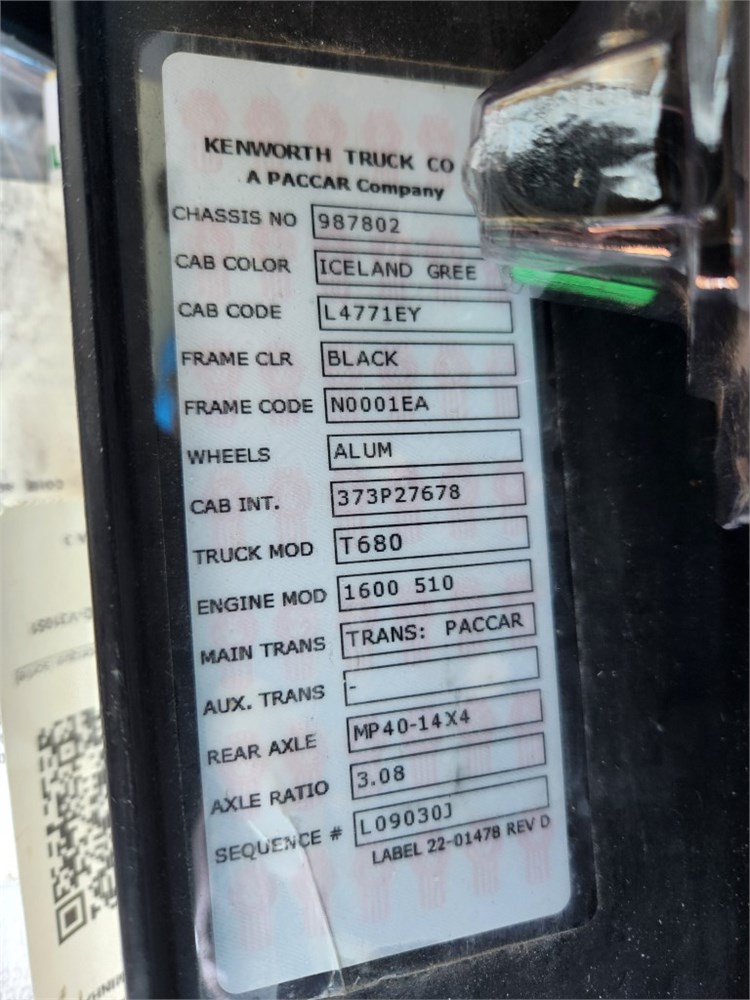 KENWORTH TRUCK CO
A PACCAR Company
CHASSIS NO 987802
CAB COLOR ICELAND GREE
CAB CODE L4771EY
FRAME CLR BLACK
FRAME CODE N0001EA
WHEELS ALUM
CAB INT. 373P27678
TRUCK MOD T680
ENGINE MOD 1600 510
MAIN TRANS TRANS: PACCAR
AUX. TRANS -
REAR AXLE MP40-14X4
AXLE RATIO 3.08
SEQUENCE # L09030J
LABEL 22-01478 REV D